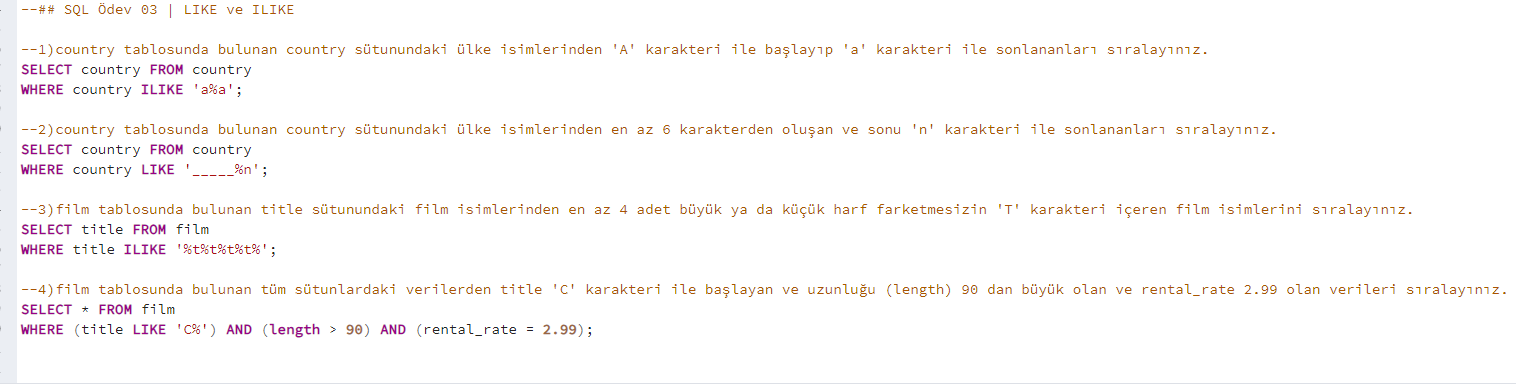 --## SQL Ödev 03 | LIKE ve ILIKE
--1)country tablosunda bulunan country sütunundaki ülke isimlerinden 'A' karakteri ile başlayıp 'a' karakteri ile sonlananları sıralayınız.
SELECT country FROM country
WHERE country ILIKE 'a%a';
--2)country tablosunda bulunan country sütunundaki ülke isimlerinden en az 6 karakterden oluşan ve sonu 'n' karakteri ile sonlananları sıralayınız.
SELECT country FROM country
WHERE country LIKE '_____%n';
--3)film tablosunda bulunan title sütunundaki film isimlerinden en az 4 adet büyük ya da küçük harf farketmesizin 'T' karakteri içeren film isimlerini sıralayınız.
SELECT title FROM film
WHERE title ILIKE '%t%t%t%t%';
--4)film tablosunda bulunan tüm sütunlardaki verilerden title 'C' karakteri ile başlayan ve uzunluğu (length) 90 dan büyük olan ve rental_rate 2.99 olan verileri sıralayınız.
SELECT * FROM film
WHERE (title LIKE 'C%') AND (length > 90) AND (rental_rate = 2.99);